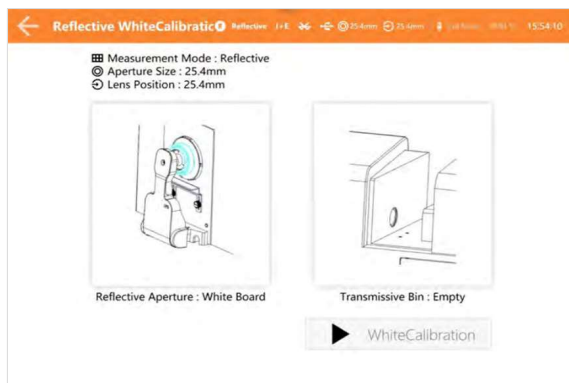 Reflective WhiteCalibratic Reflective I+E 25.4mm 25.4mm 15:54:10
Measurement Mode : Reflective
Aperture Size : 25.4mm
Lens Position : 25.4mm
Reflective Aperture : White Board
Transmissive Bin : Empty
WhiteCalibration